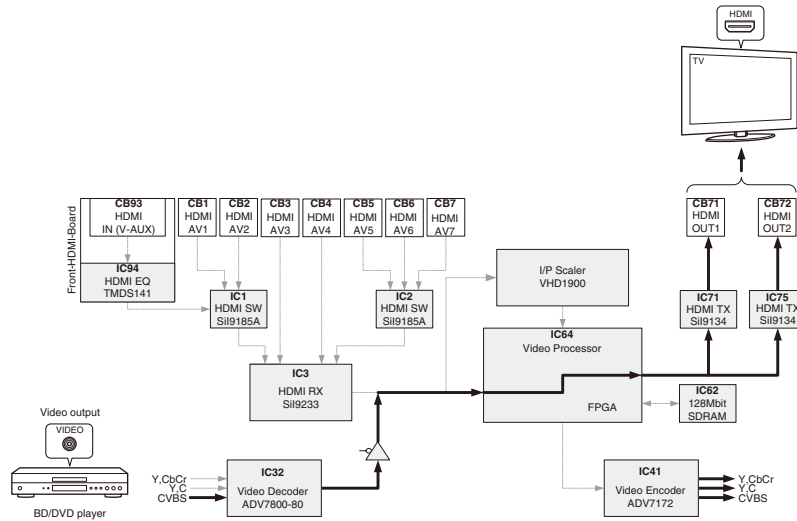 HDMI
TV
Front-HDMI-Board
CB93
HDMI
IN (V-AUX)
CB1
HDMI
AV1
CB2
HDMI
AV2
CB3
HDMI
AV3
CB4
HDMI
AV4
CB5
HDMI
AV5
CB6
HDMI
AV6
CB7
HDMI
AV7
CB71
HDMI
OUT1
CB72
HDMI
OUT2
IC94
HDMI EQ
TMDS141
IC1
HDMI SW
SiI9185A
IC2
HDMI SW
SiI9185A
I/P Scaler
VHD1900
IC71
HDMI TX
SiI9134
IC75
HDMI TX
SiI9134
IC64
Video Processor
FPGA
IC3
HDMI RX
SiI9233
IC62
128Mbit
SDRAM
Video output
VIDEO
BD/DVD player
Y,CbCr
Y,C
CVBS
IC32
Video Decoder
ADV7800-80
IC41
Video Encoder
ADV7172
Y,CbCr
Y,C
CVBS